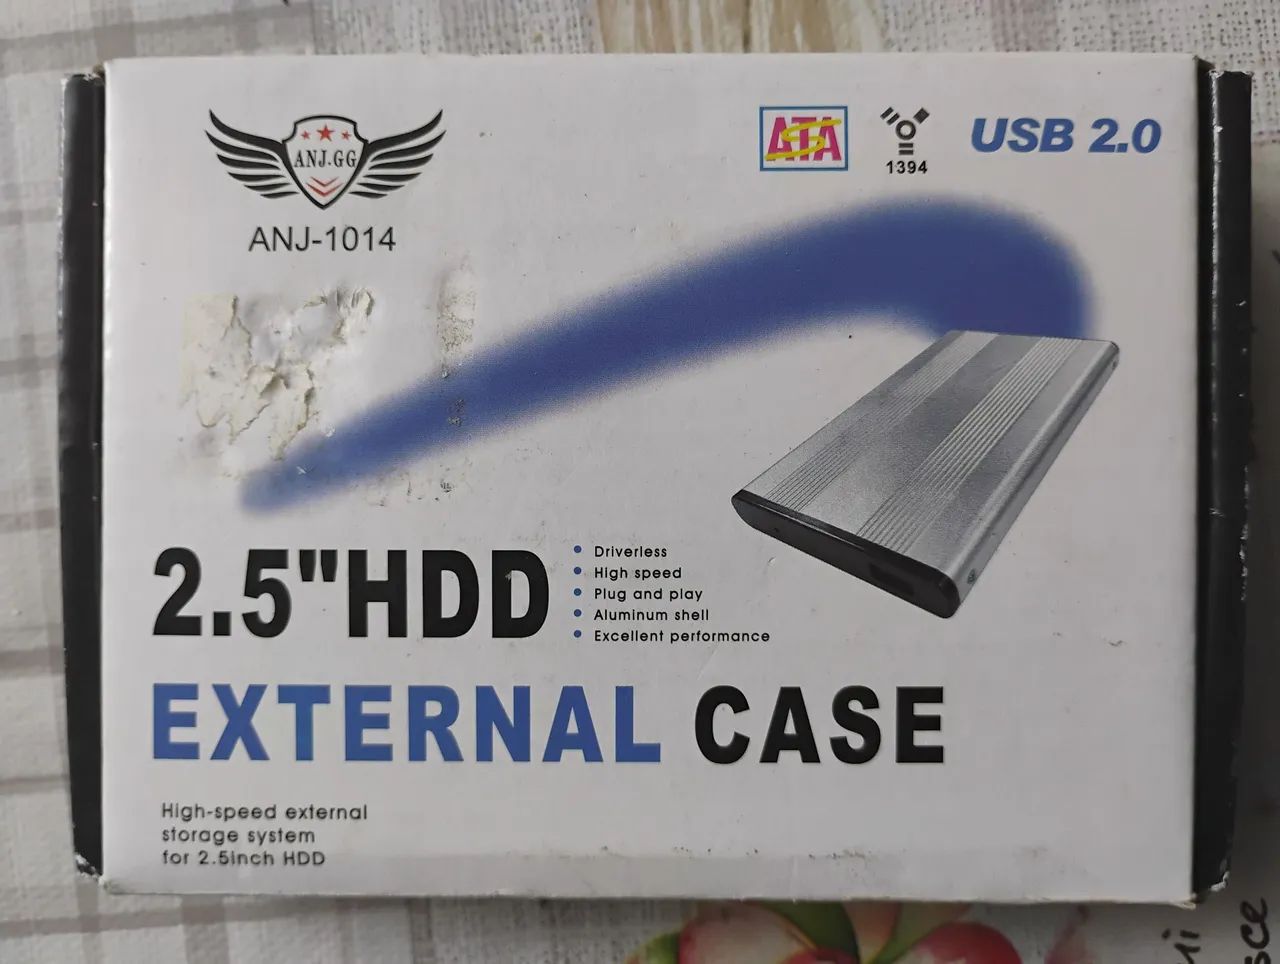 ANJ.GG
ANJ-1014
SATA
1394
USB 2.0
2.5"HDD
Driverless
High speed
Plug and play
Aluminum shell
Excellent performance
EXTERNAL CASE
High-speed external
storage system
for 2.5inch HDD